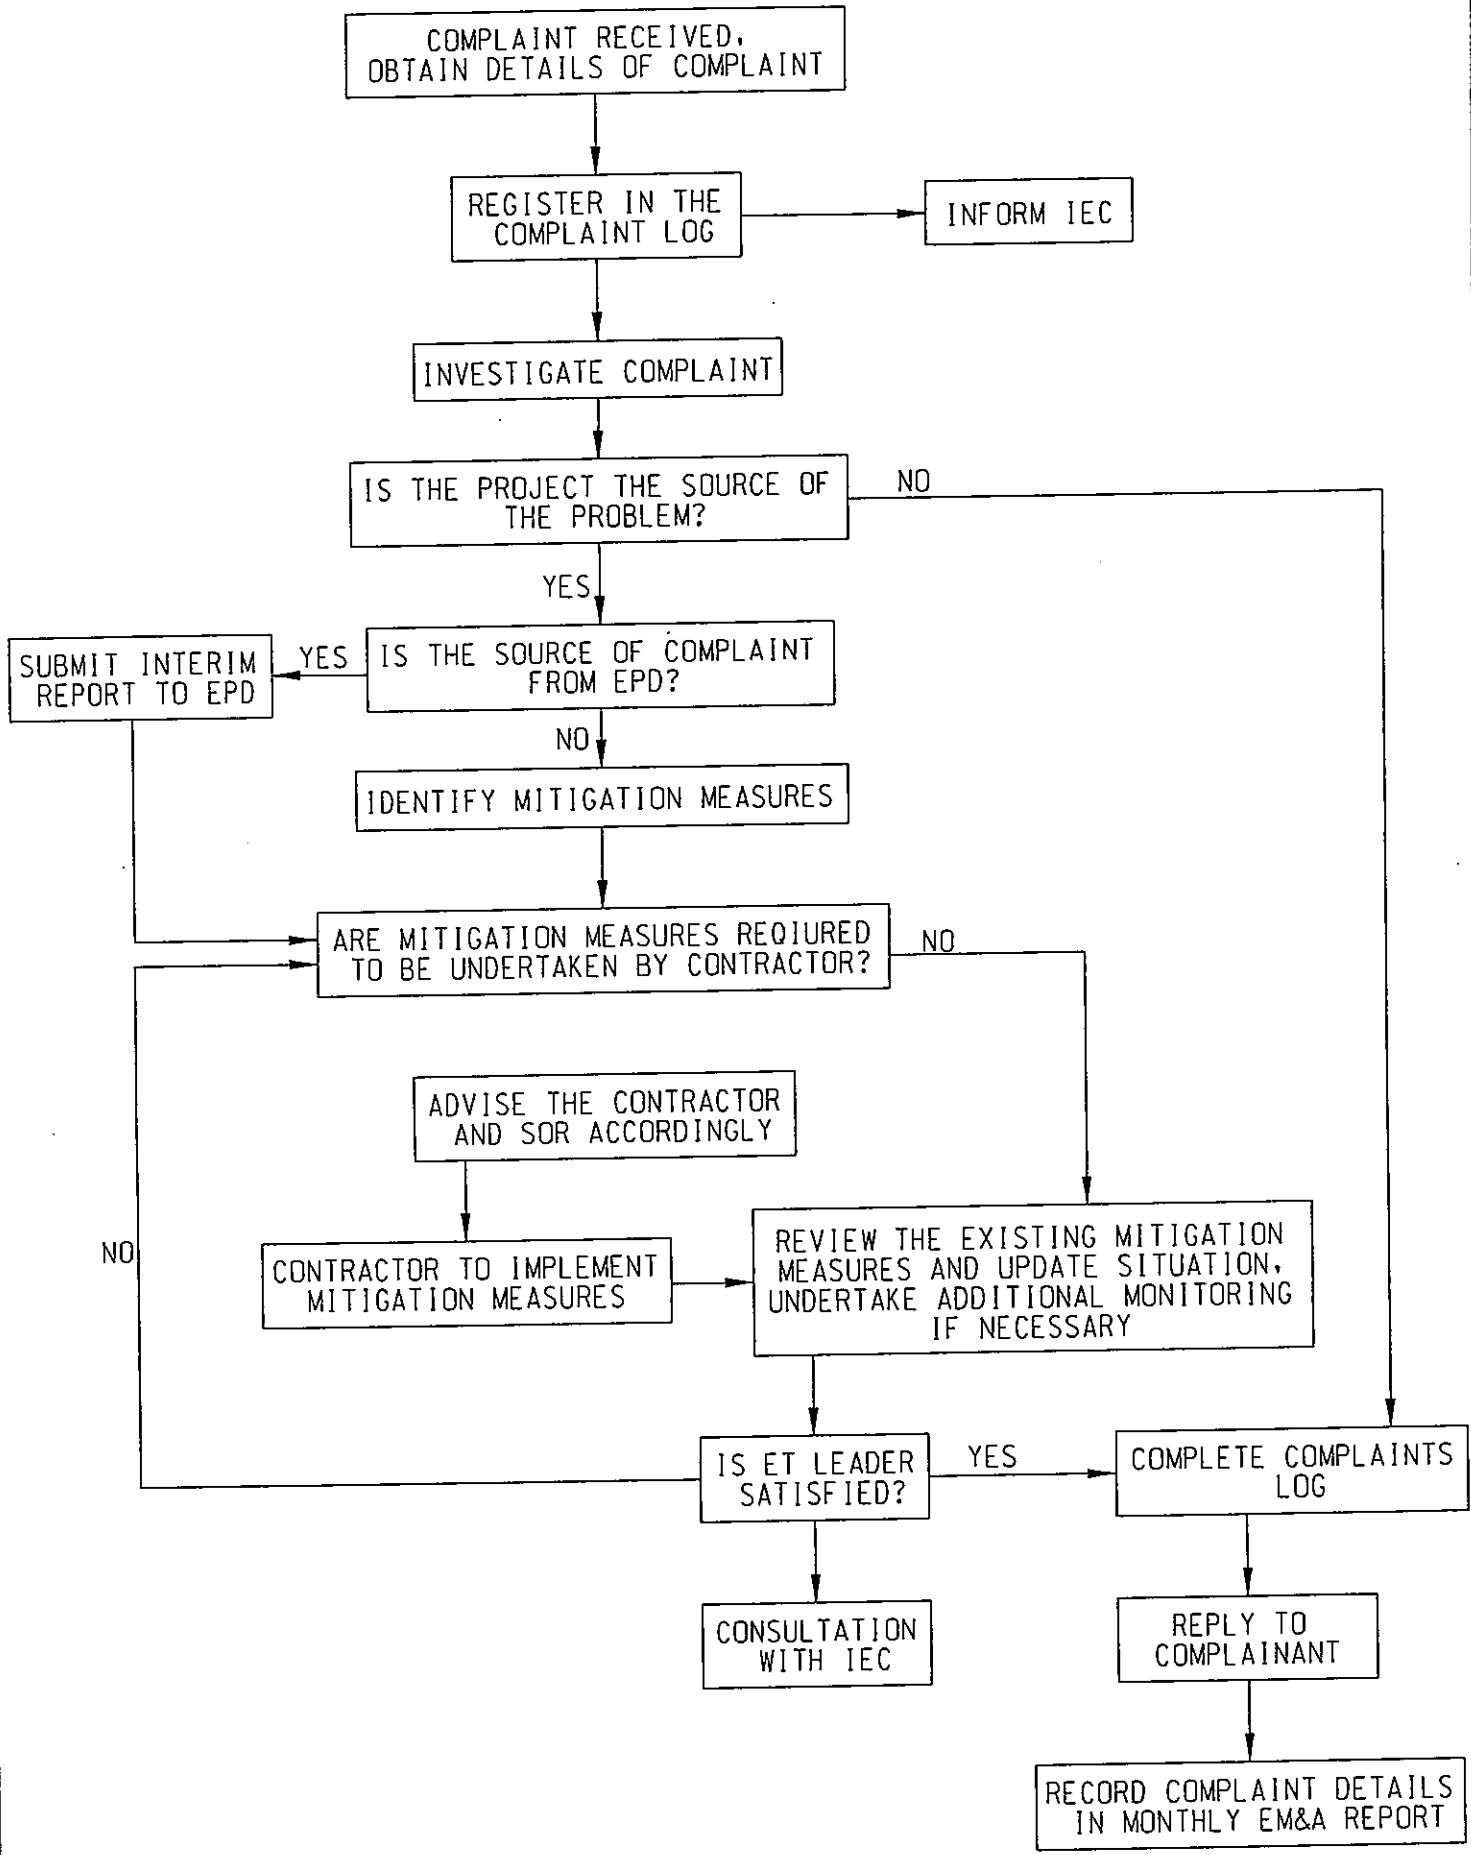 COMPLAINT RECEIVED,
OBTAIN DETAILS OF COMPLAINT
REGISTER IN THE
COMPLAINT LOG
INFORM IEC
INVESTIGATE COMPLAINT
IS THE PROJECT THE SOURCE OF
THE PROBLEM?
NO
YES
SUBMIT INTERIM
REPORT TO EPD
YES
IS THE SOURCE OF COMPLAINT
FROM EPD?
NO
IDENTIFY MITIGATION MEASURES
ARE MITIGATION MEASURES REQIURED
TO BE UNDERTAKEN BY CONTRACTOR?
NO
ADVISE THE CONTRACTOR
AND SOR ACCORDINGLY
NO
CONTRACTOR TO IMPLEMENT
MITIGATION MEASURES
REVIEW THE EXISTING MITIGATION
MEASURES AND UPDATE SITUATION,
UNDERTAKE ADDITIONAL MONITORING
IF NECESSARY
IS ET LEADER
SATISFIED?
YES
COMPLETE COMPLAINTS
LOG
CONSULTATION
WITH IEC
REPLY TO
COMPLAINANT
RECORD COMPLAINT DETAILS
IN MONTHLY EM&A REPORT